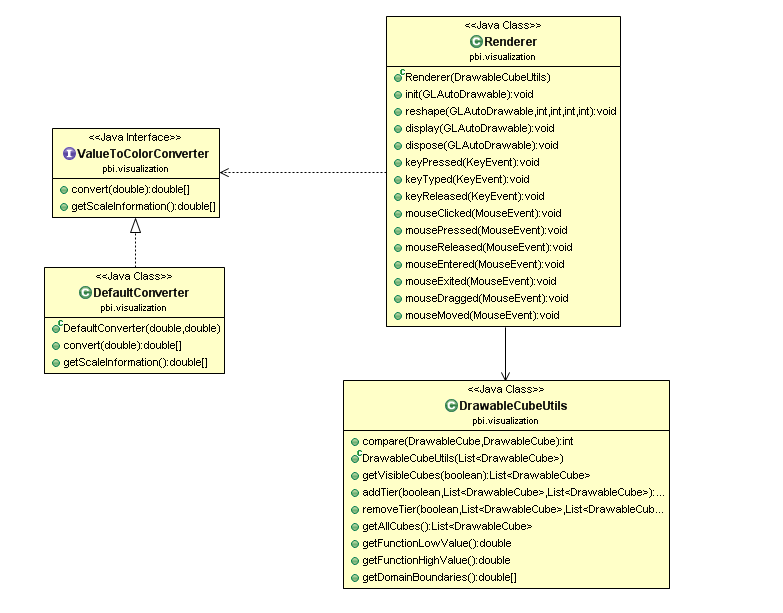 <<Java Class>>
Renderer
pbi.visualization
Renderer(DrawableCubeUtils)
init(GLAutoDrawable):void
reshape(GLAutoDrawable,int,int,int,int):void
display(GLAutoDrawable):void
dispose(GLAutoDrawable):void
keyPressed(KeyEvent):void
keyTyped(KeyEvent):void
keyReleased(KeyEvent):void
mouseClicked(MouseEvent):void
mousePressed(MouseEvent):void
mouseReleased(MouseEvent):void
mouseEntered(MouseEvent):void
mouseExited(MouseEvent):void
mouseDragged(MouseEvent):void
mouseMoved(MouseEvent):void
<<Java Interface>>
ValueToColorConverter
pbi.visualization
convert(double):double[]
getScaleInformation():double[]
<<Java Class>>
DefaultConverter
pbi.visualization
DefaultConverter(double,double)
convert(double):double[]
getScaleInformation():double[]
<<Java Class>>
DrawableCubeUtils
pbi.visualization
compare(DrawableCube,DrawableCube):int
DrawableCubeUtils(List<DrawableCube>)
getVisibleCubes(boolean):List<DrawableCube>
addTier(boolean,List<DrawableCube>,List<DrawableCube>):...
removeTier(boolean,List<DrawableCube>,List<DrawableCub...
getAllCubes():List<DrawableCube>
getFunctionLowValue():double
getFunctionHighValue():double
getDomainBoundaries():double[]